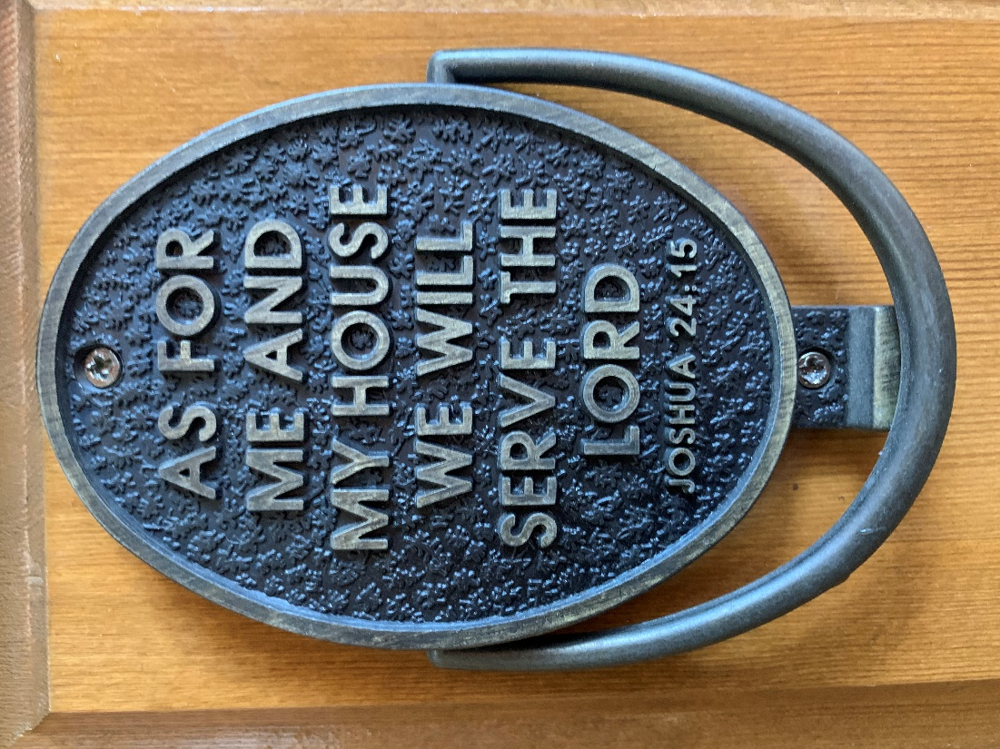 AS FOR
ME AND
MY HOUSE
WE WILL
SERVE THE
LORD
JOSHUA 24:15